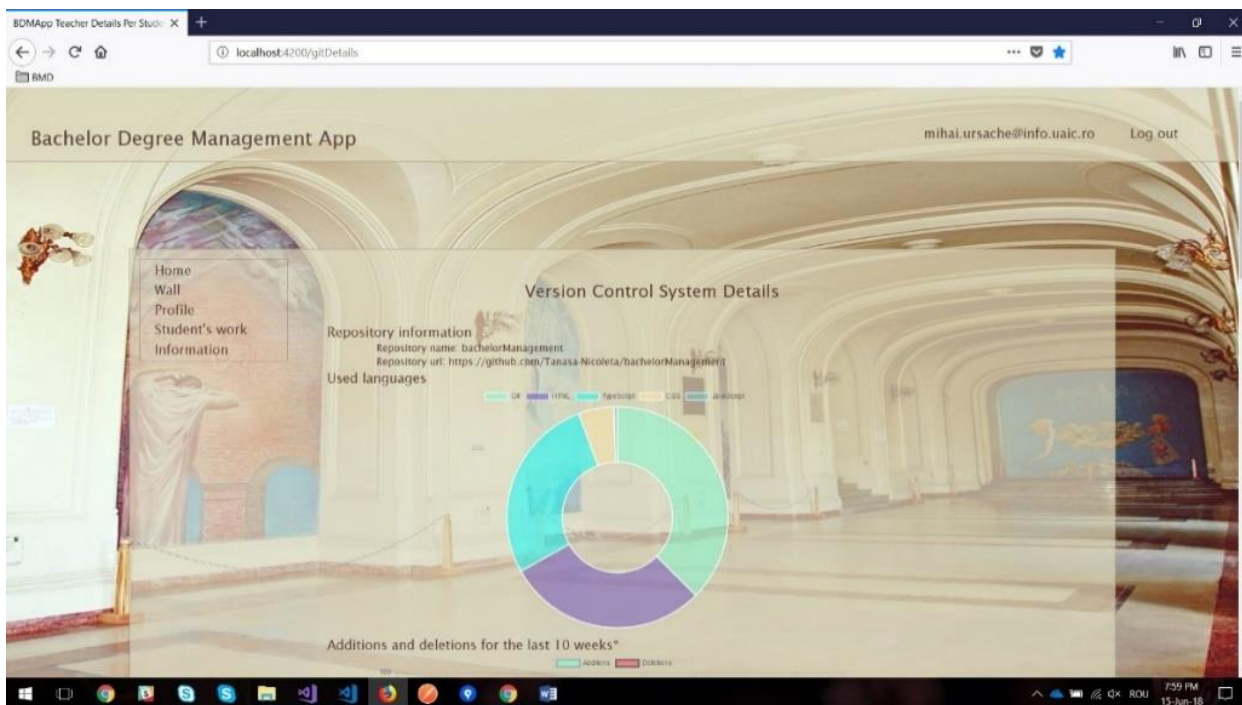 BDMApp Teacher Details Per Stude
localhost:4200/gitDetails
BMD
Bachelor Degree Management App
mihai.ursache@info.uaic.ro
Log out
Home
Wall
Profile
Student's work
Information
Version Control System Details
Repository information
Repository name: bachelorManagement
Repository url: https://github.com/Tanasa-Nicoleta/bachelorManagement
Used languages
C# HTML TypeScript CSS JavaScript
Additions and deletions for the last 10 weeks*
Additions Deletions
ROU
7:59 PM
15-Jun-18